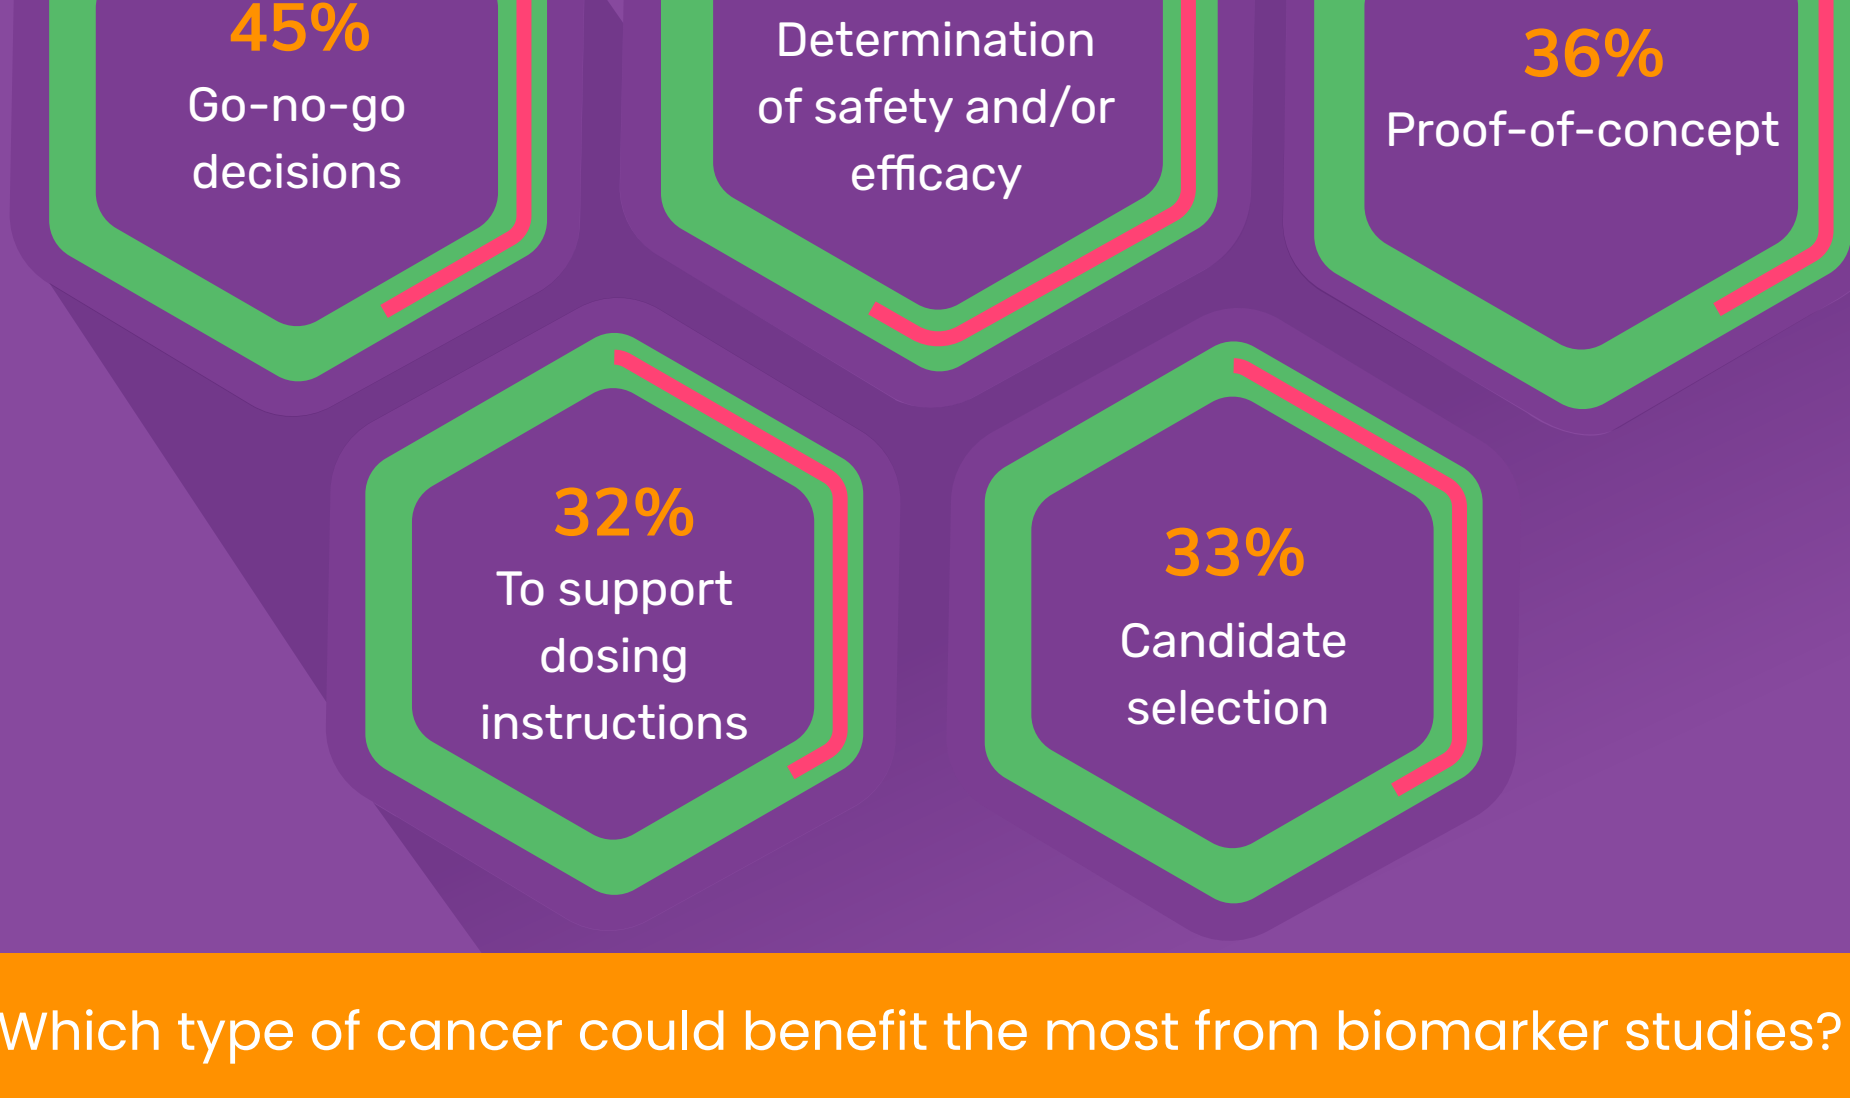 45%
Go-no-go
decisions
Determination
of safety and/or
efficacy
36%
Proof-of-concept
32%
To support
dosing
instructions
33%
Candidate
selection
Which type of cancer could benefit the most from biomarker studies?